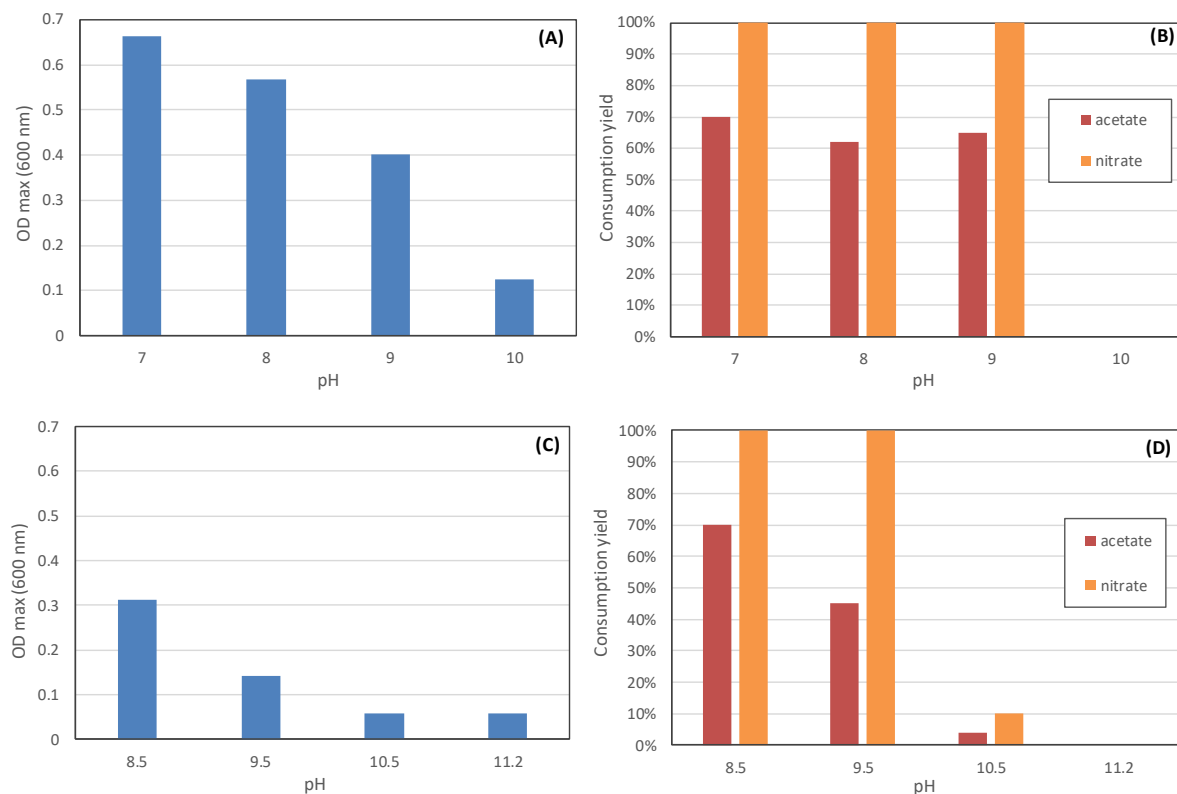 (A)
OD max (600 nm)
0.7
0.6
0.5
0.4
0.3
0.2
0.1
0
7 8 9 10
pH
(B)
Consumption yield
100%
90%
80%
70%
60%
50%
40%
30%
20%
10%
0%
7 8 9 10
pH
acetate
nitrate
(C)
OD max (600 nm)
0.7
0.6
0.5
0.4
0.3
0.2
0.1
0
8.5 9.5 10.5 11.2
pH
(D)
Consumption yield
100%
90%
80%
70%
60%
50%
40%
30%
20%
10%
0%
8.5 9.5 10.5 11.2
pH
acetate
nitrate